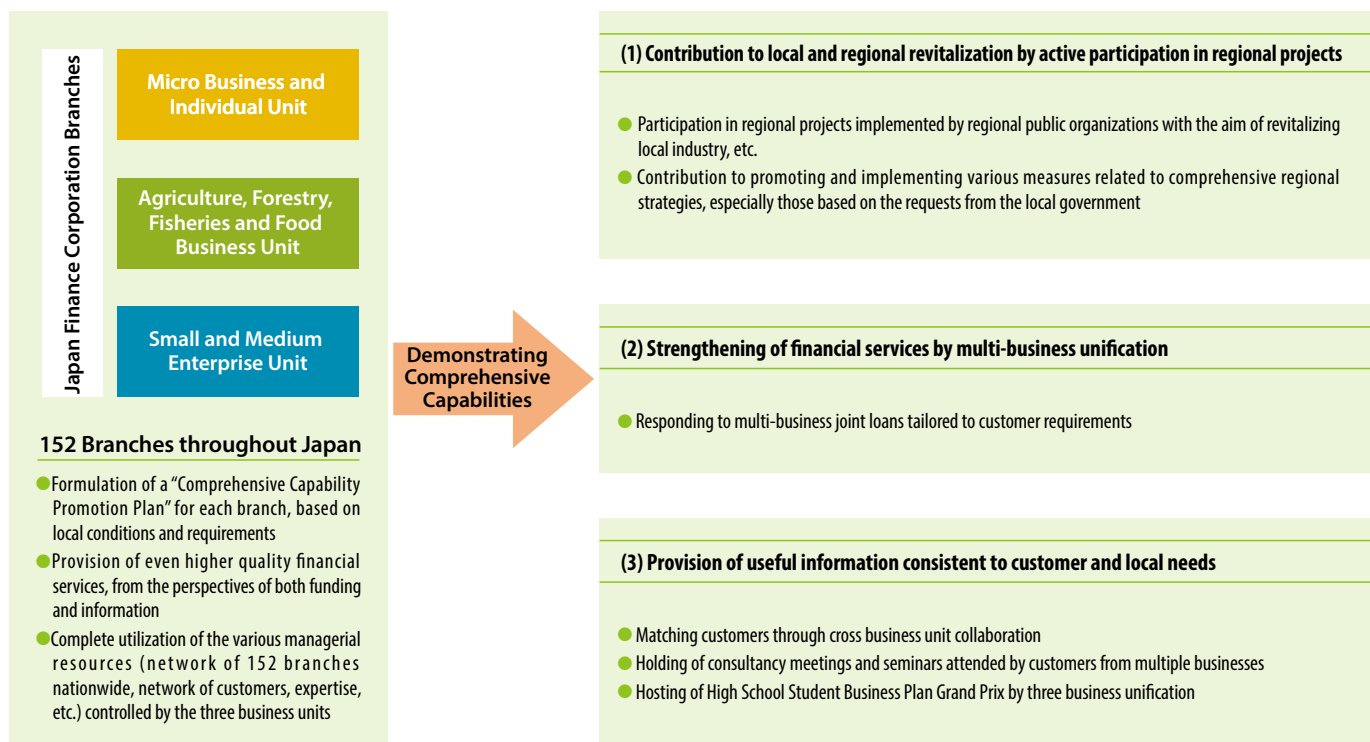 Japan Finance Corporation Branches
Micro Business and
Individual Unit
Agriculture, Forestry,
Fisheries and Food
Business Unit
Small and Medium
Enterprise Unit
152 Branches throughout Japan
●Formulation of a “Comprehensive Capability
Promotion Plan” for each branch, based on
local conditions and requirements
●Provision of even higher quality financial
services, from the perspectives of both funding
and information
●Complete utilization of the various managerial
resources (network of 152 branches
nationwide, network of customers, expertise,
etc.) controlled by the three business units
Demonstrating
Comprehensive
Capabilities
(1) Contribution to local and regional revitalization by active participation in regional projects
● Participation in regional projects implemented by regional public organizations with the aim of revitalizing
local industry, etc.
● Contribution to promoting and implementing various measures related to comprehensive regional
strategies, especially those based on the requests from the local government
(2) Strengthening of financial services by multi-business unification
● Responding to multi-business joint loans tailored to customer requirements
(3) Provision of useful information consistent to customer and local needs
● Matching customers through cross business unit collaboration
● Holding of consultancy meetings and seminars attended by customers from multiple businesses
● Hosting of High School Student Business Plan Grand Prix by three business unification